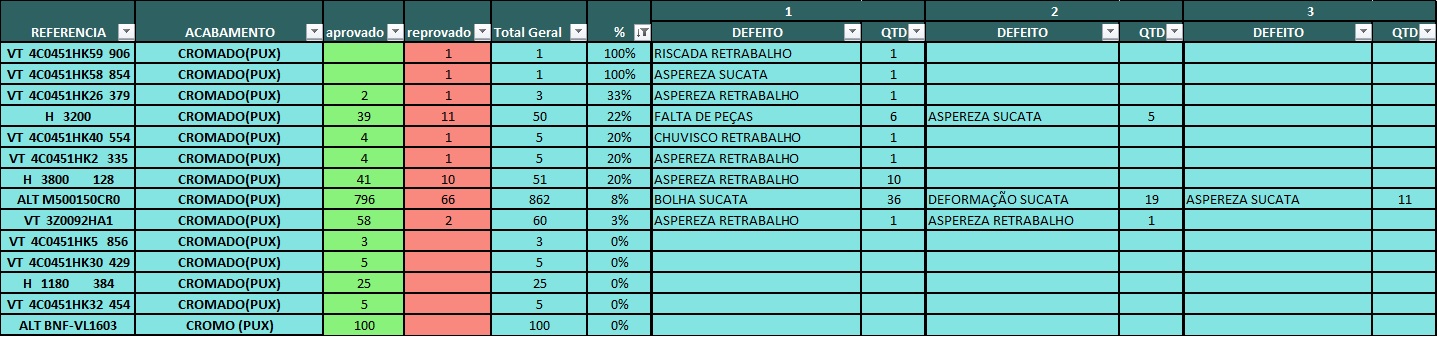 1 2 3
REFERENCIA ACABAMENTO aprovado reprovado Total Geral % DEFEITO QTD DEFEITO QTD DEFEITO QTD
VT 4C0451HK59 906 CROMADO(PUX) 1 1 100% RISCADA RETRABALHO 1
VT 4C0451HK58 854 CROMADO(PUX) 1 1 100% ASPEREZA SUCATA 1
VT 4C0451HK26 379 CROMADO(PUX) 2 1 3 33% ASPEREZA RETRABALHO 1
H 3200 CROMADO(PUX) 39 11 50 22% FALTA DE PEÇAS 6 ASPEREZA SUCATA 5
VT 4C0451HK40 554 CROMADO(PUX) 4 1 5 20% CHUVISCO RETRABALHO 1
VT 4C0451HK2 335 CROMADO(PUX) 4 1 5 20% ASPEREZA RETRABALHO 1
H 3800 128 CROMADO(PUX) 41 10 51 20% ASPEREZA RETRABALHO 10
ALT M500150CR0 CROMADO(PUX) 796 66 862 8% BOLHA SUCATA 36 DEFORMAÇÃO SUCATA 19 ASPEREZA SUCATA 11
VT 3Z0092HA1 CROMADO(PUX) 58 2 60 3% ASPEREZA RETRABALHO 1 ASPEREZA RETRABALHO 1
VT 4C0451HK5 856 CROMADO(PUX) 3 3 0%
VT 4C0451HK30 429 CROMADO(PUX) 5 5 0%
H 1180 384 CROMADO(PUX) 25 25 0%
VT 4C0451HK32 454 CROMADO(PUX) 5 5 0%
ALT BNF-VL1603 CROMO (PUX) 100 100 0%